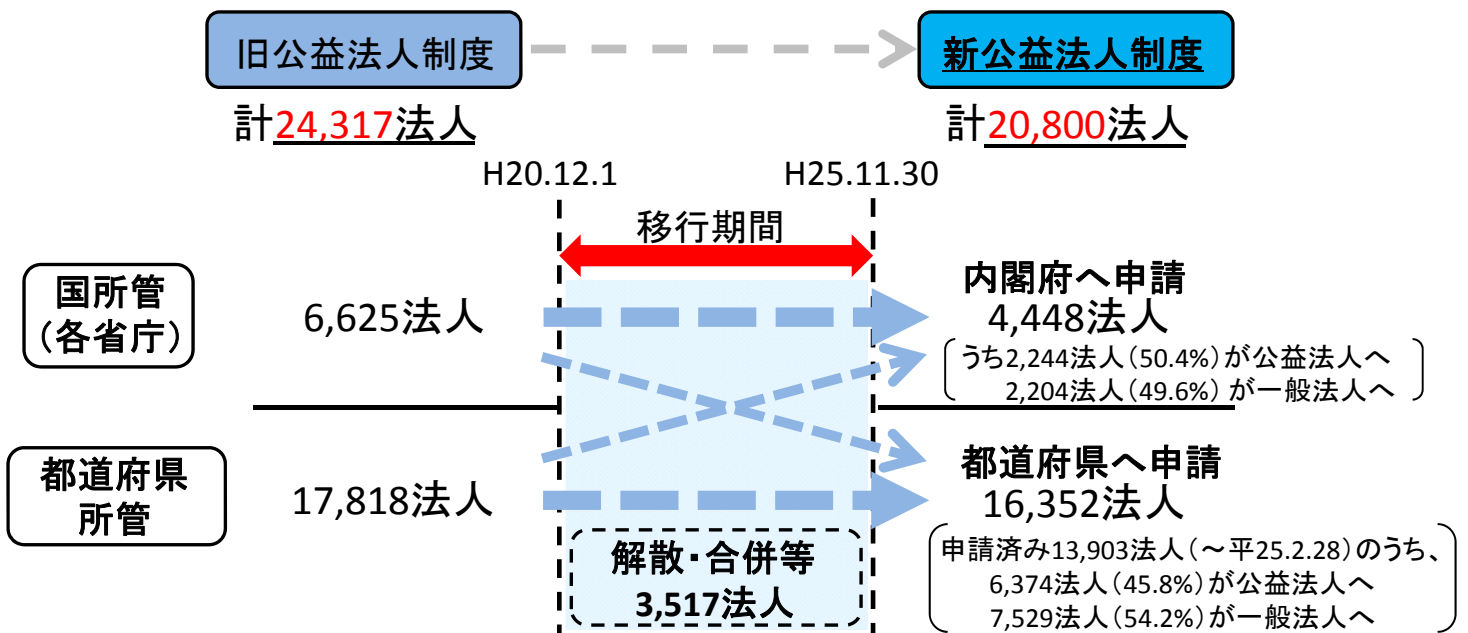 旧公益法人制度
新公益法人制度
計24,317法人
計20,800法人
H20.12.1
H25.11.30
移行期間
国所管
(各省庁)
6,625法人
内閣府へ申請
4,448法人
うち2,244法人(50.4%)が公益法人へ
2,204法人(49.6%) が一般法人へ
都道府県
所管
17,818法人
都道府県へ申請
16,352法人
申請済み13,903法人(~平25.2.28)のうち、
6,374法人(45.8%)が公益法人へ
7,529法人(54.2%)が一般法人へ
解散・合併等
3,517法人